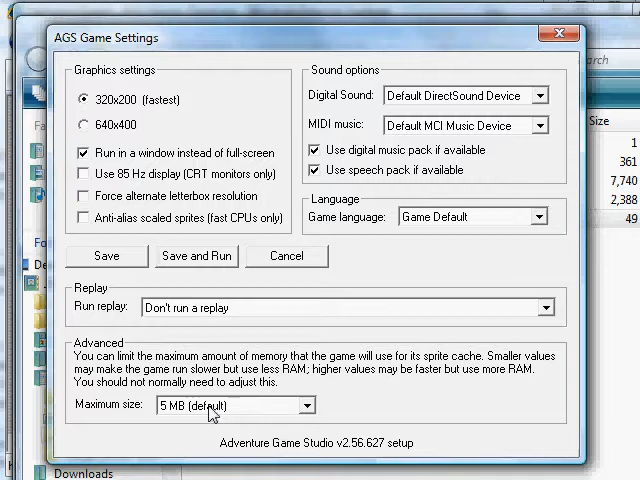 AGS Game Settings
Graphics settings
320x200 (fastest)
640x400
Run in a window instead of full-screen
Use 85 Hz display (CRT monitors only)
Force alternate letterbox resolution
Anti-alias scaled sprites (fast CPUs only)
Sound options
Digital Sound: Default DirectSound Device
MIDI music: Default MCI Music Device
Use digital music pack if available
Use speech pack if available
Language
Game language: Game Default
Save Save and Run Cancel
Replay
Run replay: Don't run a replay
Advanced
You can limit the maximum amount of memory that the game will use for its sprite cache. Smaller values
may make the game run slower but use less RAM; higher values may be faster but use more RAM.
You should not normally need to adjust this.
Maximum size: 5 MB (default)
Adventure Game Studio v2.56.627 setup
arch
Size
1
361
7,740
2,388
49
Fa
Fo
De
Downloads